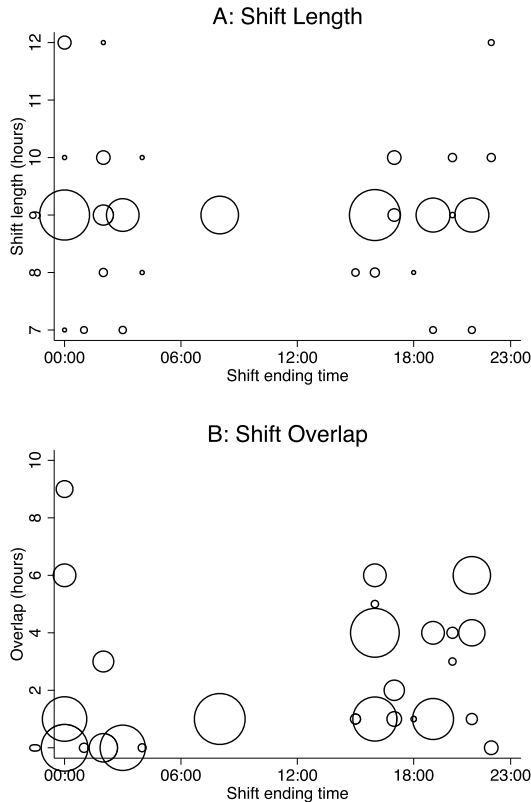 A: Shift Length
12
11
10
9
8
7
Shift length (hours)
00:00 06:00 12:00 18:00 23:00
Shift ending time
B: Shift Overlap
10
8
6
4
2
0
Overlap (hours)
00:00 06:00 12:00 18:00 23:00
Shift ending time